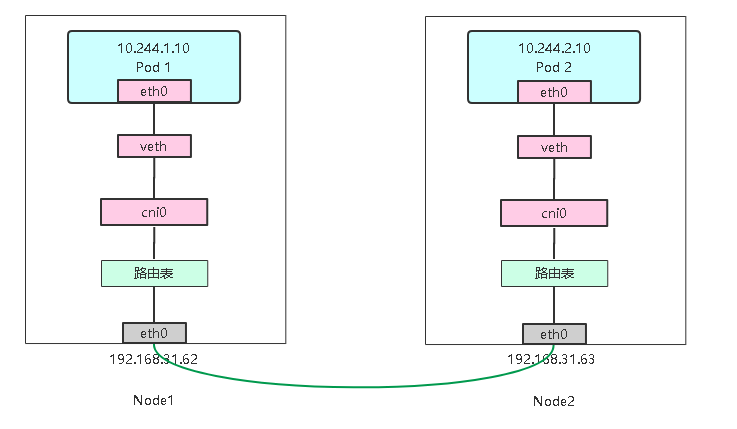 10.244.1.10
Pod 1
eth0
veth
cni0
路由表
eth0
192.168.31.62
Node1
10.244.2.10
Pod 2
eth0
veth
cni0
路由表
eth0
192.168.31.63
Node2